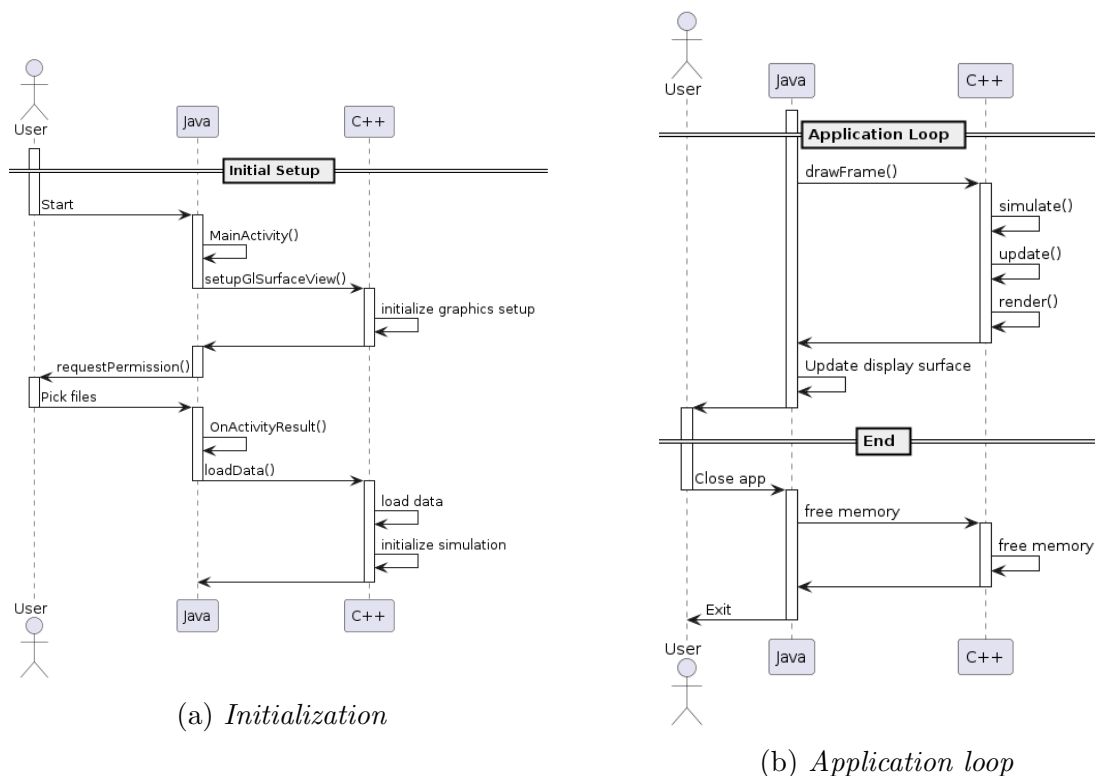 User
Java
C++
Initial Setup
Start
MainActivity()
setupGlSurfaceView()
initialize graphics setup
requestPermission()
Pick files
OnActivityResult()
loadData()
load data
initialize simulation
User
Java
C++
(a) Initialization
User
Java
C++
Application Loop
drawFrame()
simulate()
update()
render()
Update display surface
End
Close app
free memory
free memory
Exit
User
Java
C++
(b) Application loop